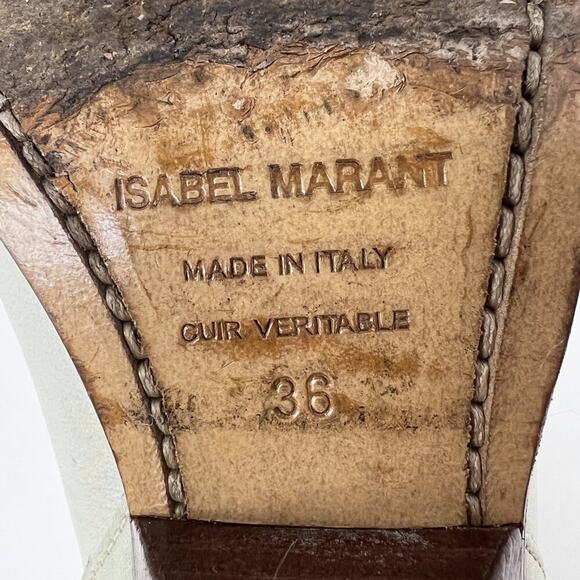 ISABEL MARANT
MADE IN ITALY
CUIR VERITABLE
36